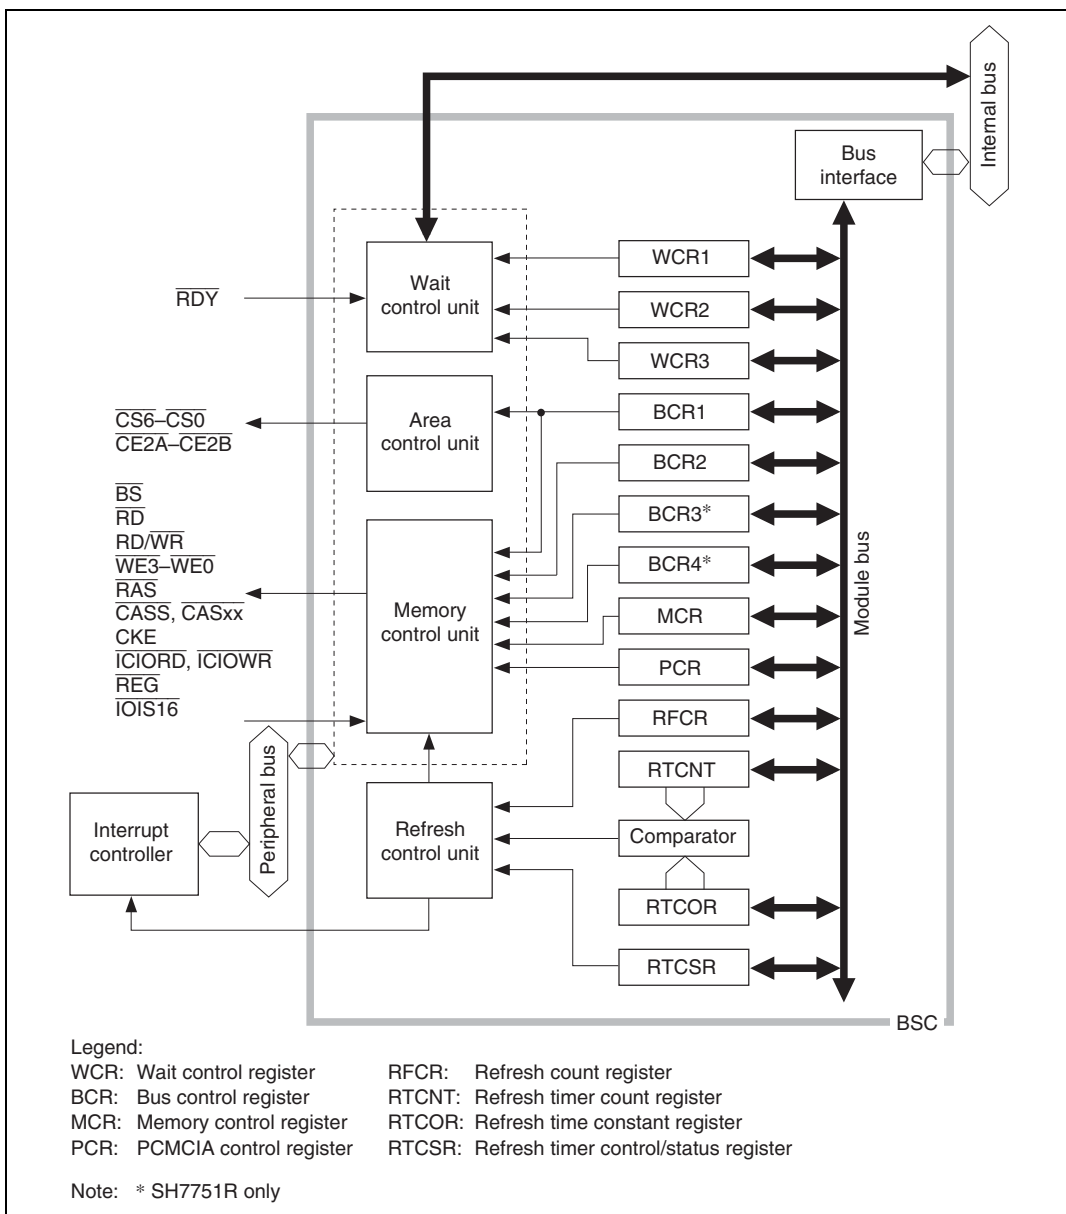 Internal bus
Bus
interface
Wait
control unit
RDY
WCR1
WCR2
WCR3
Area
control unit
CS6–CS0
CE2A–CE2B
BCR1
BCR2
BCR3*
BCR4*
MCR
PCR
RFCR
RTCNT
Comparator
RTCOR
RTCSR
Module bus
BS
RD
RD/WR
WE3–WE0
RAS
CASS, CASxx
CKE
ICIORD, ICIOWR
REG
IOIS16
Memory
control unit
Peripheral bus
Interrupt
controller
Refresh
control unit
BSC
Legend:
WCR: Wait control register
BCR: Bus control register
MCR: Memory control register
PCR: PCMCIA control register
RFCR: Refresh count register
RTCNT: Refresh timer count register
RTCOR: Refresh time constant register
RTCSR: Refresh timer control/status register
Note: * SH7751R only